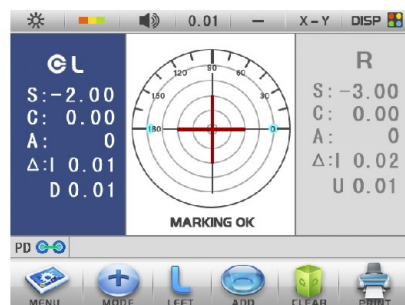 0.01 — X-Y DISP
L
S:-2.00
C: 0.00
A: 0
Δ:I 0.01
D 0.01
180 150 120 90 60 30 0
MARKING OK
R
S:-3.00
C: 0.00
A: 0
Δ:I 0.02
U 0.01
PD
MENU MODE LEFT ADD CLEAR PRINT